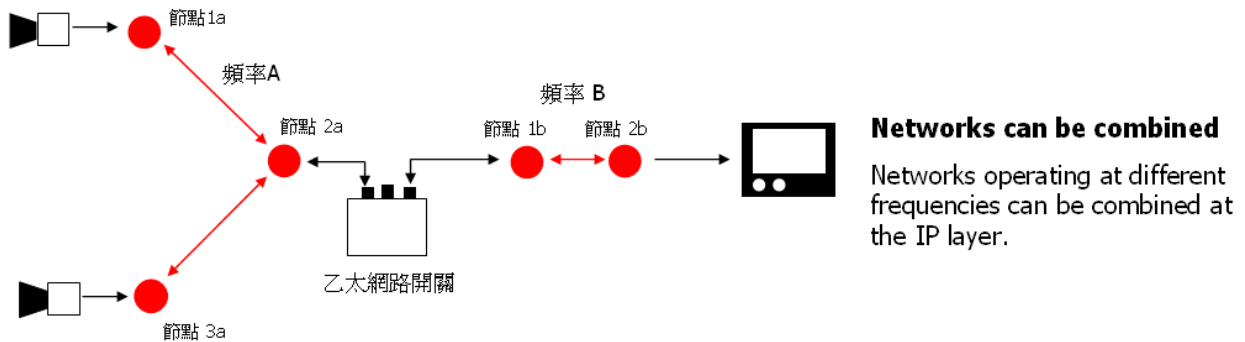 節點1a
頻率A
節點 2a
節點 3a
乙太網路開關
頻率 B
節點 1b
節點 2b
Networks can be combined
Networks operating at different
frequencies can be combined at
the IP layer.